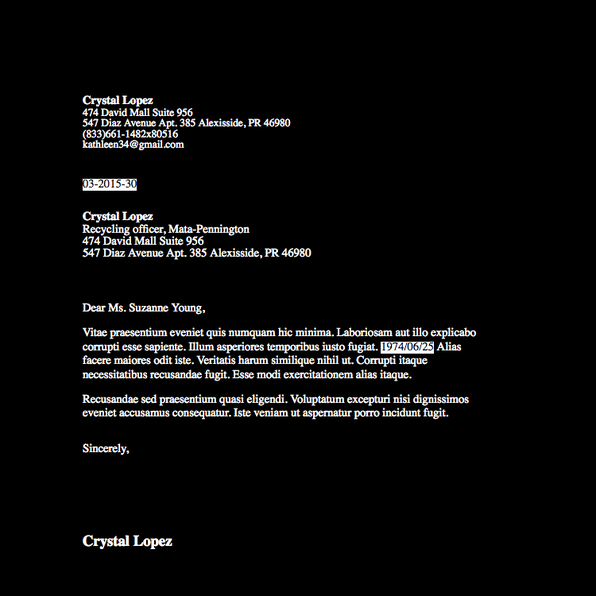 Crystal Lopez
474 David Mall Suite 956
547 Diaz Avenue Apt. 385 Alexisside, PR 46980
(833)661-1482x80516
kathleen34@gmail.com
03-2015-30
Crystal Lopez
Recycling officer, Mata-Pennington
474 David Mall Suite 956
547 Diaz Avenue Apt. 385 Alexisside, PR 46980
Dear Ms. Suzanne Young,
Vitae praesentium eveniet quis numquam hic minima. Laboriosam aut illo explicabo
corrupti esse sapiente. Illum asperiores temporibus iusto fugiat. 1974/06/25 Alias
facere maiores odit iste. Veritatis harum similique nihil ut. Corrupti itaque
necessitatibus recusandae fugit. Esse modi exercitationem alias itaque.
Recusandae sed praesentium quasi eligendi. Voluptatum excepturi nisi dignissimos
eveniet accusamus consequatur. Iste veniam ut aspernatur porro incidunt fugit.
Sincerely,
Crystal Lopez